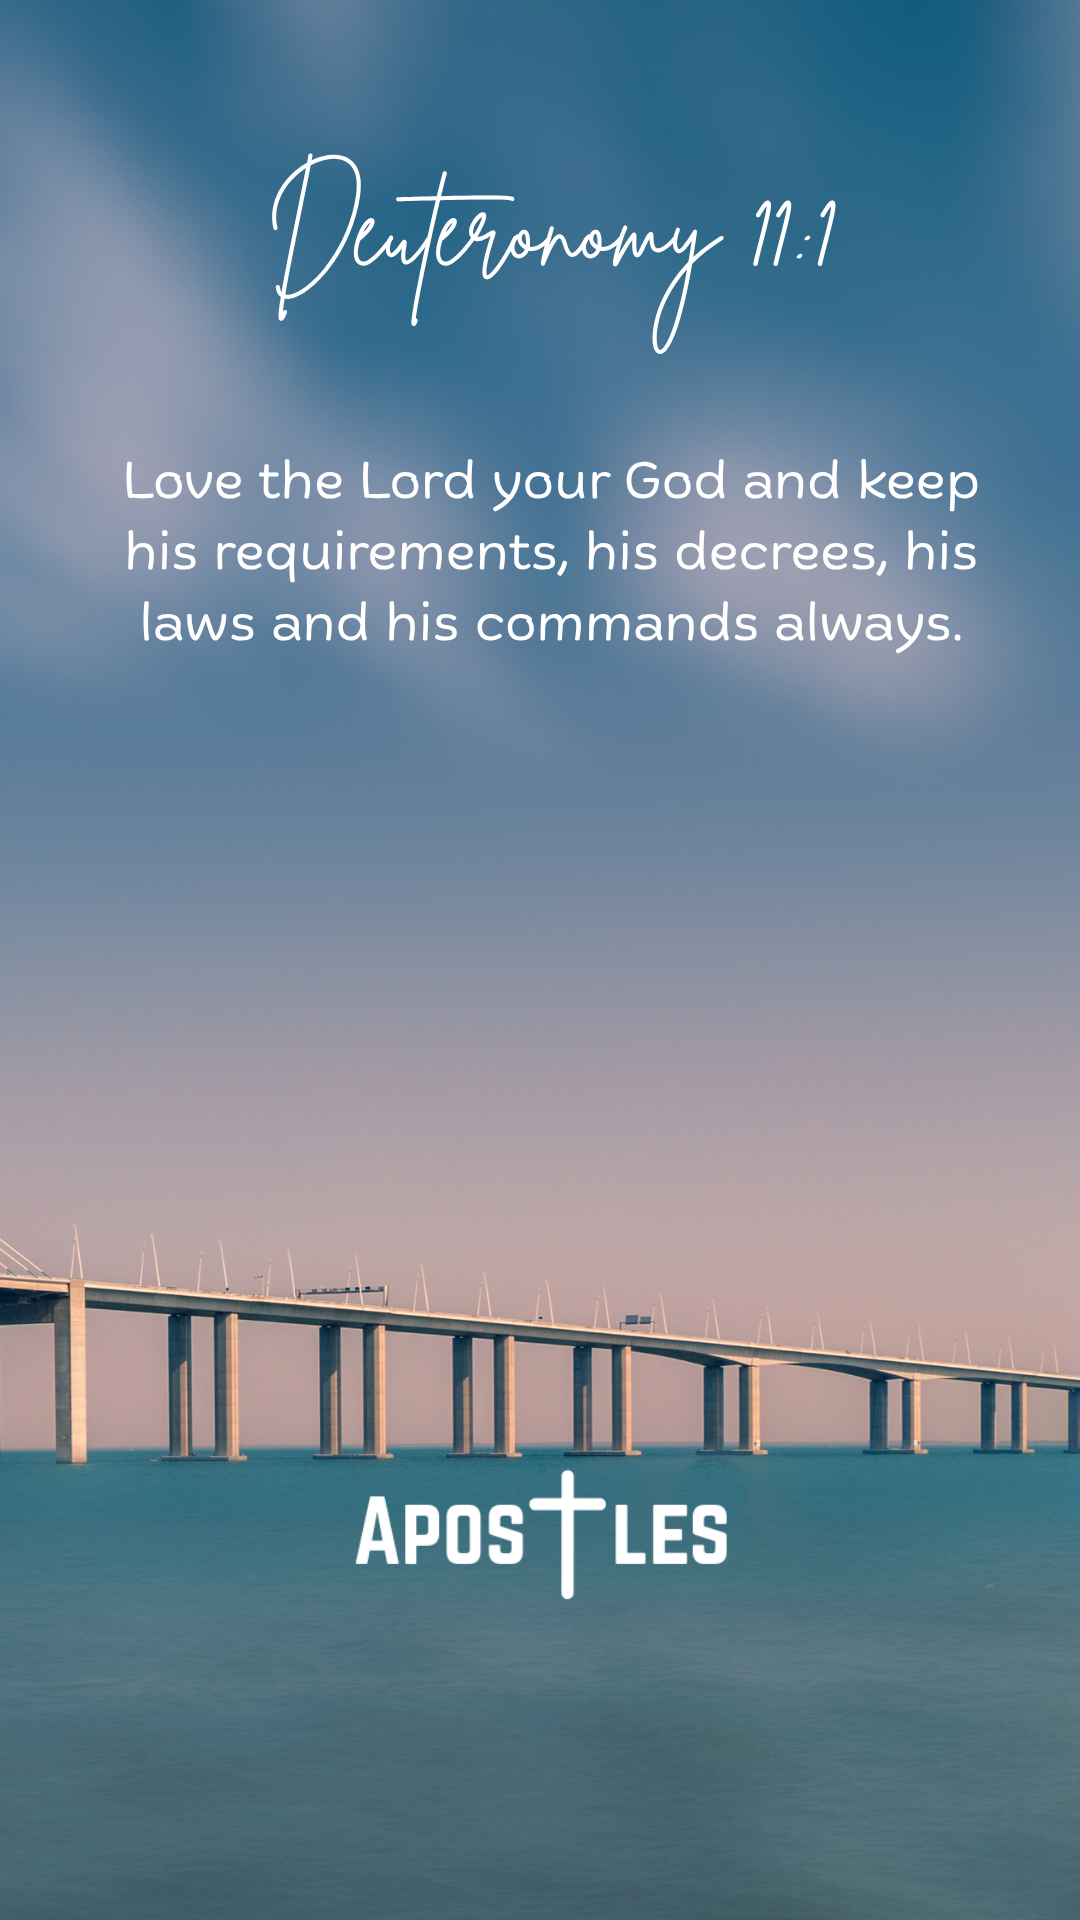 Deuteronomy 11:1
Love the Lord your God and keep
his requirements, his decrees, his
laws and his commands always.
APOSTLES